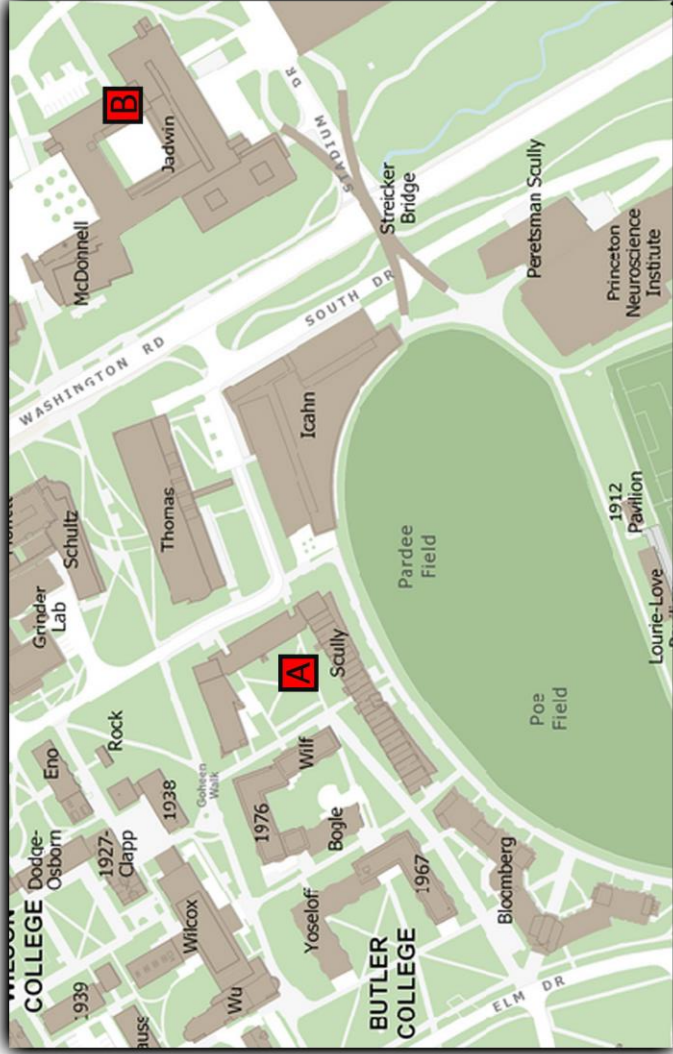 COLLEGE
Dodge-
Osborn
Eno
Grinder
Lab
Schultz
WASHINGTON RD
McDonnell
1939
1927-
Clapp
Rock
1938
Thomas
Jadwin
B
Wilcox
Goheen
Walk
Wu
1976
Wilf
A
Scully
Icahn
SOUTH DR
STADIUM DR
Streicker
Bridge
Yoseloff
Bogle
1967
BUTLER
COLLEGE
Pardee
Field
Bloomberg
ELM DR
Poe
Field
Peretsman Scully
Princeton
Neuroscience
Institute
1912
Pavilion
Lourie-Love